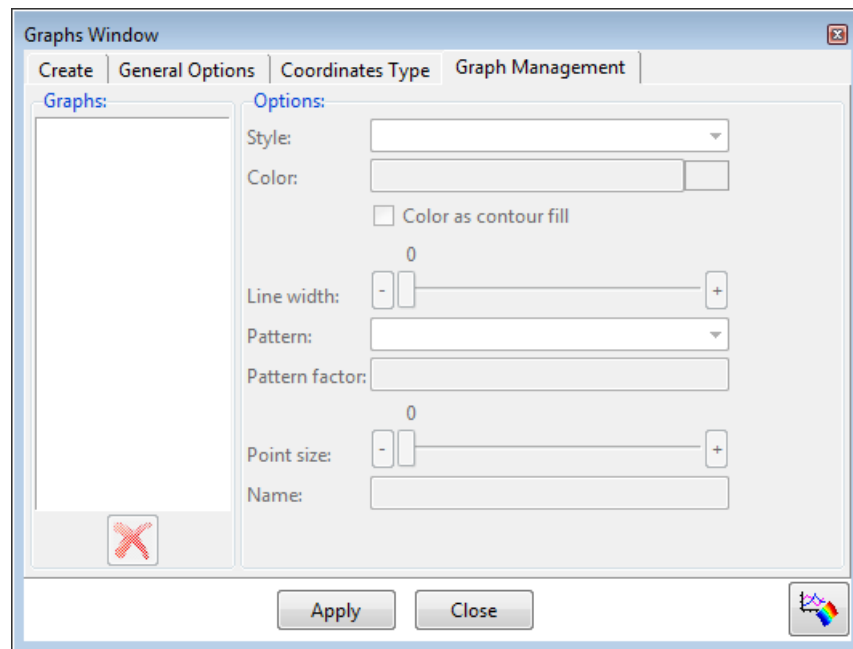 Graphs Window
Create General Options Coordinates Type Graph Management
Graphs:
Options:
Style:
Color:
Color as contour fill
0
Line width: - +
Pattern:
Pattern factor:
0
Point size: - +
Name:
Apply Close